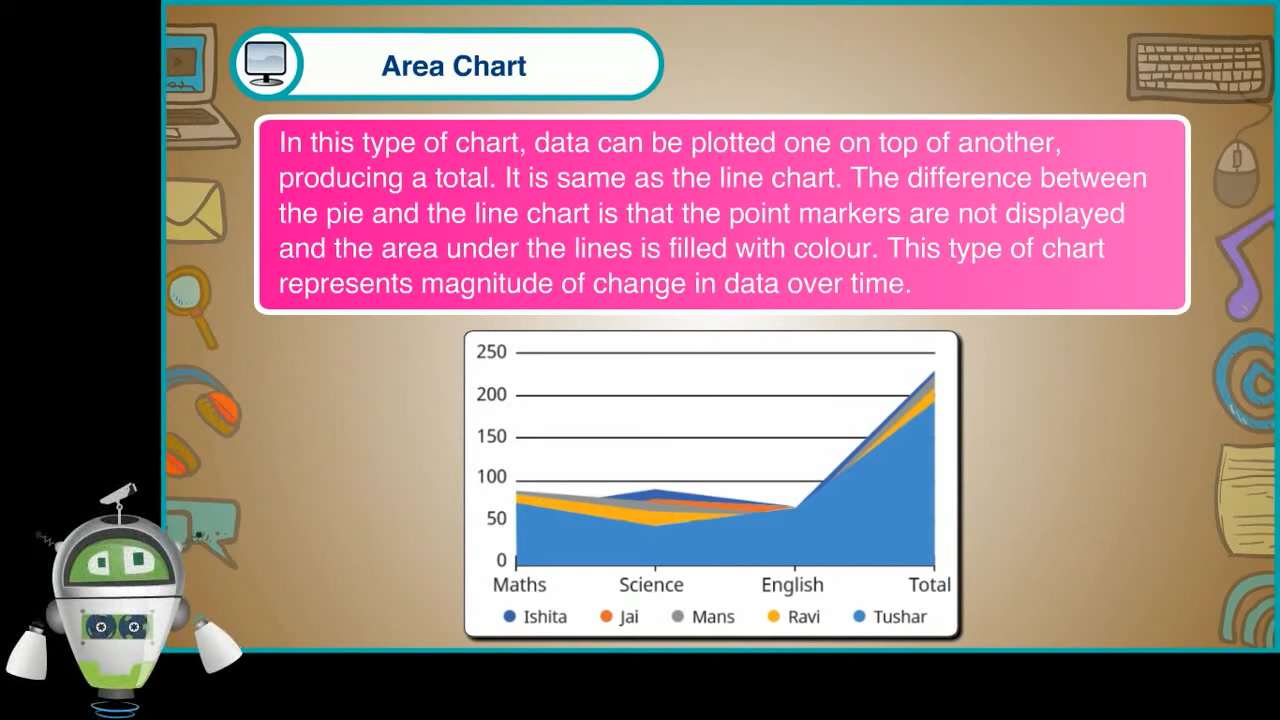 Area Chart
In this type of chart, data can be plotted one on top of another,
producing a total. It is same as the line chart. The difference between
the pie and the line chart is that the point markers are not displayed
and the area under the lines is filled with colour. This type of chart
represents magnitude of change in data over time.
250
200
150
100
50
0
Maths Science English Total
Ishita Jai Mans Ravi Tushar